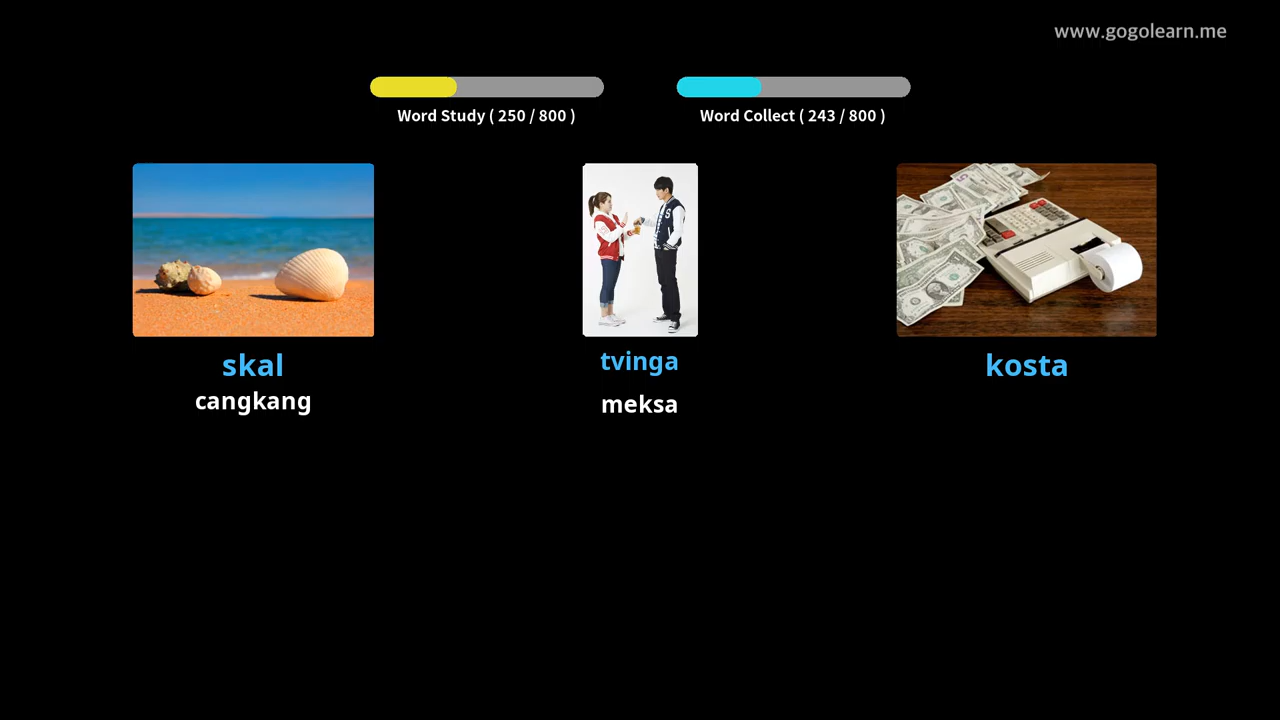 www.gogolearn.me
Word Study ( 250 / 800 )
Word Collect ( 243 / 800 )
skal
cangkang
tvinga
meksa
kosta